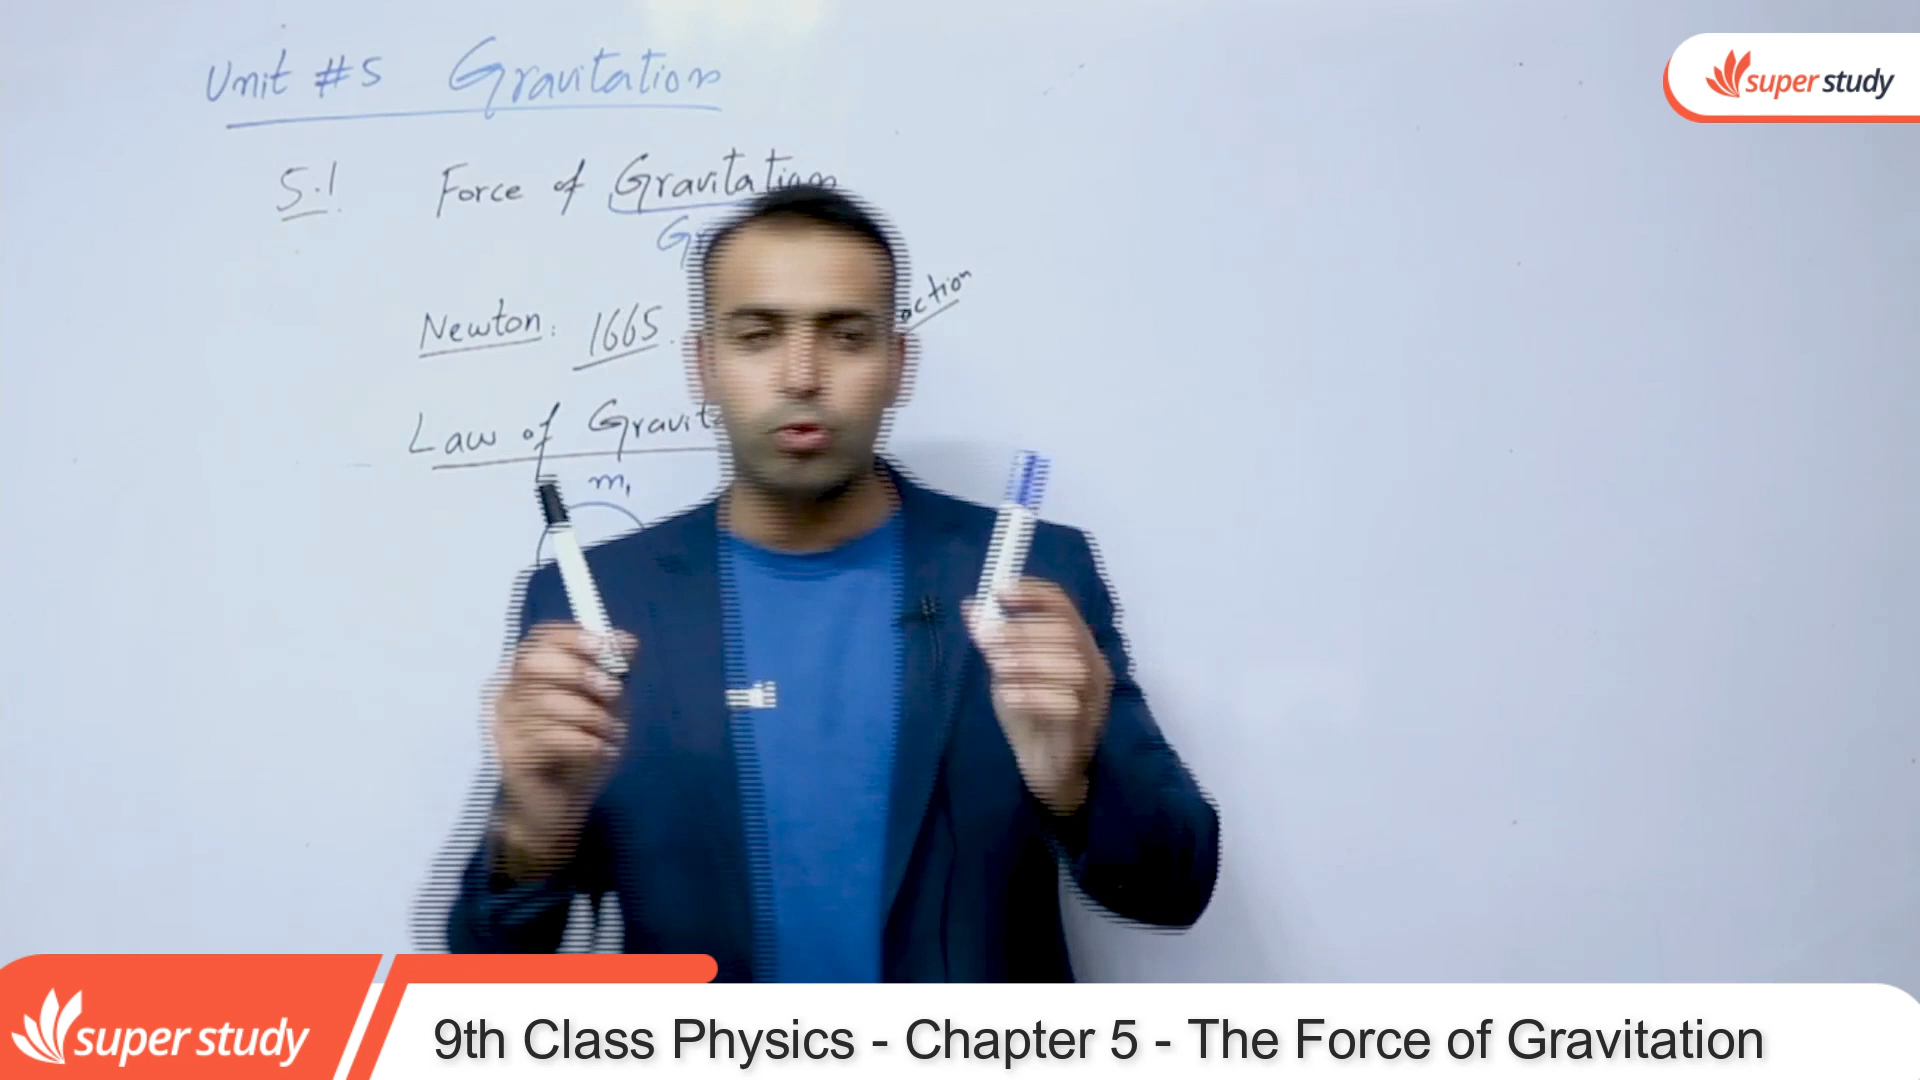 Unit #5 Gravitation
super study
5.1 Force of Gravitation
Newton: 1665.
Law of
m₁
super study
9th Class Physics - Chapter 5 - The Force of Gravitation